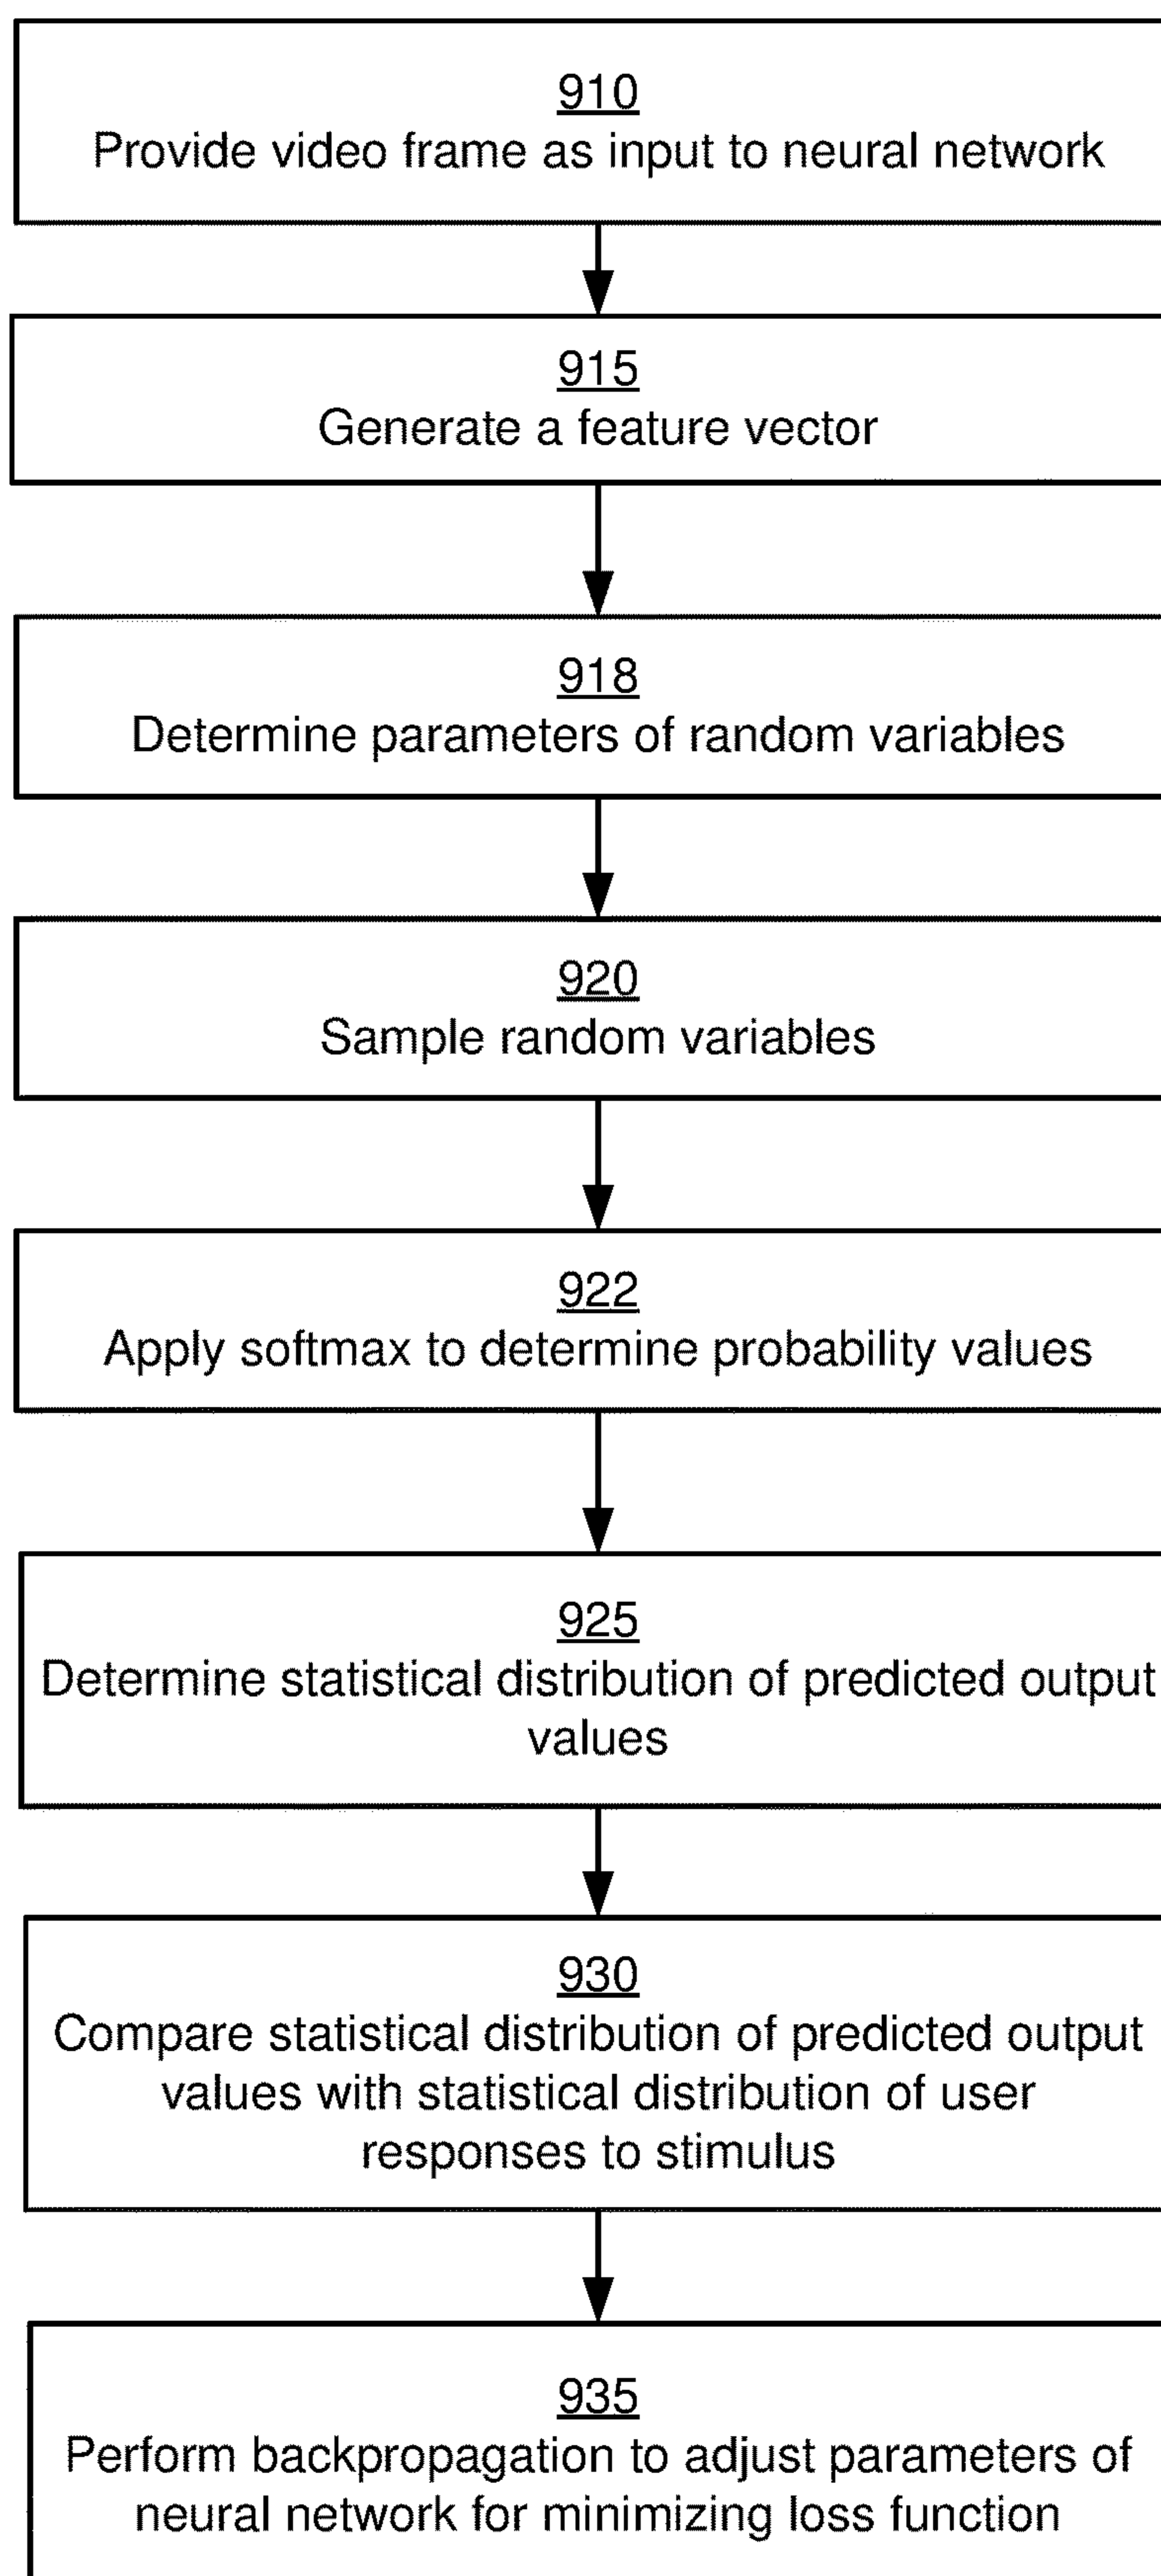 910
Provide video frame as input to neural network
915
Generate a feature vector
918
Determine parameters of random variables
920
Sample random variables
922
Apply softmax to determine probability values
925
Determine statistical distribution of predicted output
values
930
Compare statistical distribution of predicted output
values with statistical distribution of user
responses to stimulus
935
Perform backpropagation to adjust parameters of
neural network for minimizing loss function